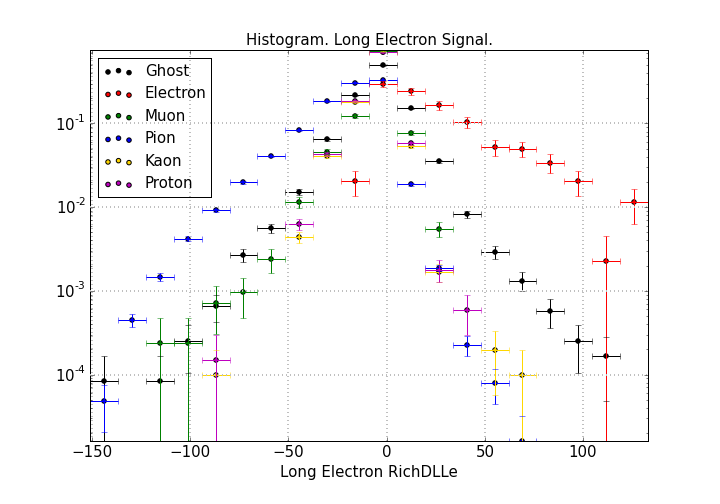 Histogram. Long Electron Signal.
Ghost
Electron
Muon
Pion
Kaon
Proton
10^-1
10^-2
10^-3
10^-4
−150 −100 −50 0 50 100
Long Electron RichDLLe